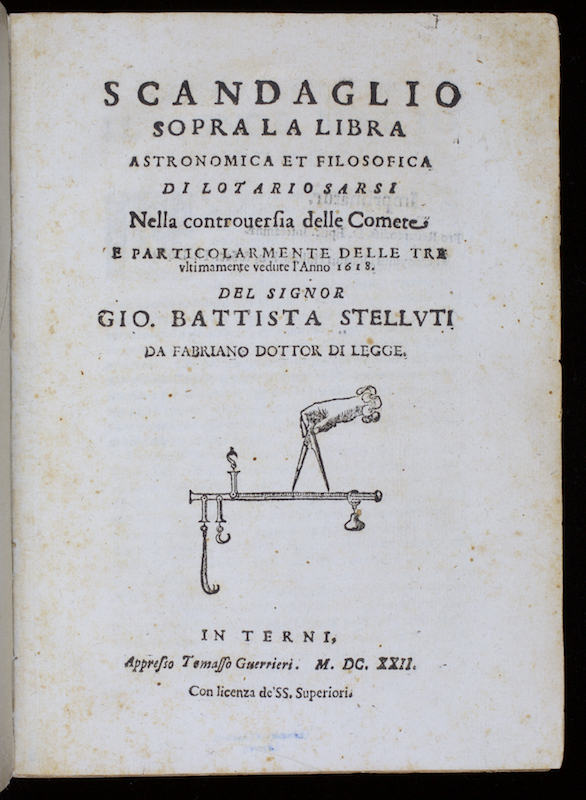 SCANDAGLIO
SOPRA LA LIBRA
ASTRONOMICA ET FILOSOFICA
DI LOTARIO SARSI
Nella controuersia delle Comete,
E PARTICOLARMENTE DELLE TRE
vltimamente vedute l'Anno 1618.
DEL SIGNOR
GIO. BATTISTA STELLVTI
DA FABRIANO DOTTOR DI LEGGE.
IN TERNI,
Appresso Tomasso Guerrieri. M. DC. XXII.
Con licenza de' SS. Superiori.